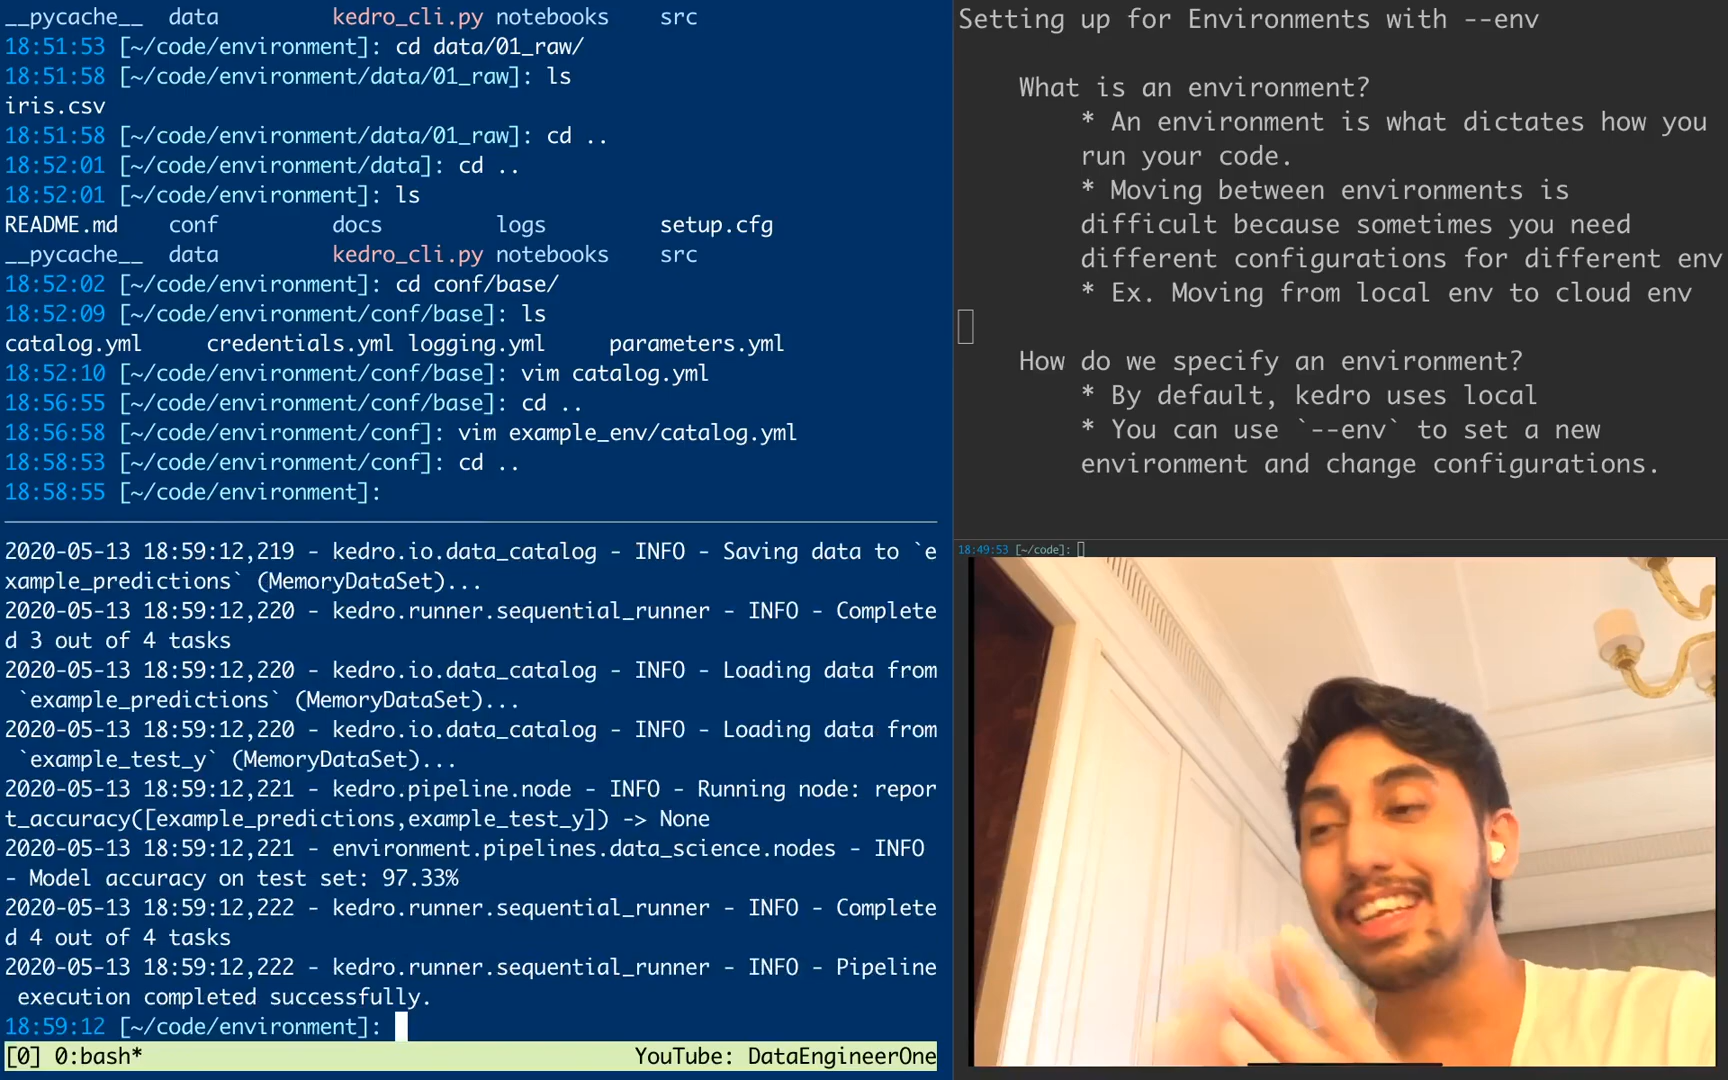 __pycache__ data kedro_cli.py notebooks src
18:51:53 [~/code/environment]: cd data/01_raw/
18:51:58 [~/code/environment/data/01_raw]: ls
iris.csv
18:51:58 [~/code/environment/data/01_raw]: cd ..
18:52:01 [~/code/environment/data]: cd ..
18:52:01 [~/code/environment]: ls
README.md conf docs logs setup.cfg
__pycache__ data kedro_cli.py notebooks src
18:52:02 [~/code/environment]: cd conf/base/
18:52:09 [~/code/environment/conf/base]: ls
catalog.yml credentials.yml logging.yml parameters.yml
18:52:10 [~/code/environment/conf/base]: vim catalog.yml
18:56:55 [~/code/environment/conf/base]: cd ..
18:56:58 [~/code/environment/conf]: vim example_env/catalog.yml
18:58:53 [~/code/environment/conf]: cd ..
18:58:55 [~/code/environment]:
2020-05-13 18:59:12,219 - kedro.io.data_catalog - INFO - Saving data to `e
xample_predictions` (MemoryDataSet)...
2020-05-13 18:59:12,220 - kedro.runner.sequential_runner - INFO - Complete
d 3 out of 4 tasks
2020-05-13 18:59:12,220 - kedro.io.data_catalog - INFO - Loading data from
`example_predictions` (MemoryDataSet)...
2020-05-13 18:59:12,220 - kedro.io.data_catalog - INFO - Loading data from
`example_test_y` (MemoryDataSet)...
2020-05-13 18:59:12,221 - kedro.pipeline.node - INFO - Running node: repor
t_accuracy([example_predictions,example_test_y]) -> None
2020-05-13 18:59:12,221 - environment.pipelines.data_science.nodes - INFO
- Model accuracy on test set: 97.33%
2020-05-13 18:59:12,222 - kedro.runner.sequential_runner - INFO - Complete
d 4 out of 4 tasks
2020-05-13 18:59:12,222 - kedro.runner.sequential_runner - INFO - Pipeline
execution completed successfully.
18:59:12 [~/code/environment]:
[0] 0:bash* YouTube: DataEngineerOne
Setting up for Environments with --env
What is an environment?
* An environment is what dictates how you
run your code.
* Moving between environments is
difficult because sometimes you need
different configurations for different env
* Ex. Moving from local env to cloud env
How do we specify an environment?
* By default, kedro uses local
* You can use `--env` to set a new
environment and change configurations.
18:49:53 [~/code]: